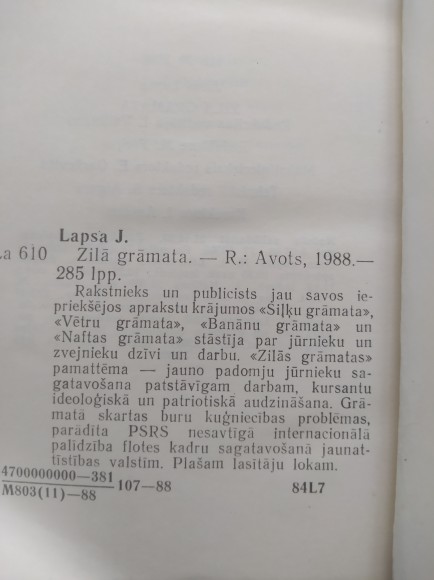 Lapsa J.
La 610 Zilā grāmata. — R.: Avots, 1988.—
285 lpp.
Rakstnieks un publicists jau savos ie-
priekšējos aprakstu krājumos «Siļķu grāmata»,
«Vētru grāmata», «Banānu grāmata» un
«Naftas grāmata» stāstīja par jūrnieku un
zvejnieku dzīvi un darbu. «Zilās grāmatas»
pamattēma — jauno padomju jūrnieku sa-
gatavošana patstāvīgam darbam, kursantu
ideoloģiskā un patriotiskā audzināšana. Grā-
matā skartas buru kuģniecības problēmas,
parādīta PSRS nesavtīgā internacionālā
palīdzība flotes kadru sagatavošanā jaunat-
tīstības valstīm. Plašam lasītāju lokam.
4700000000—381
M803(11)—88 107—88 84L7